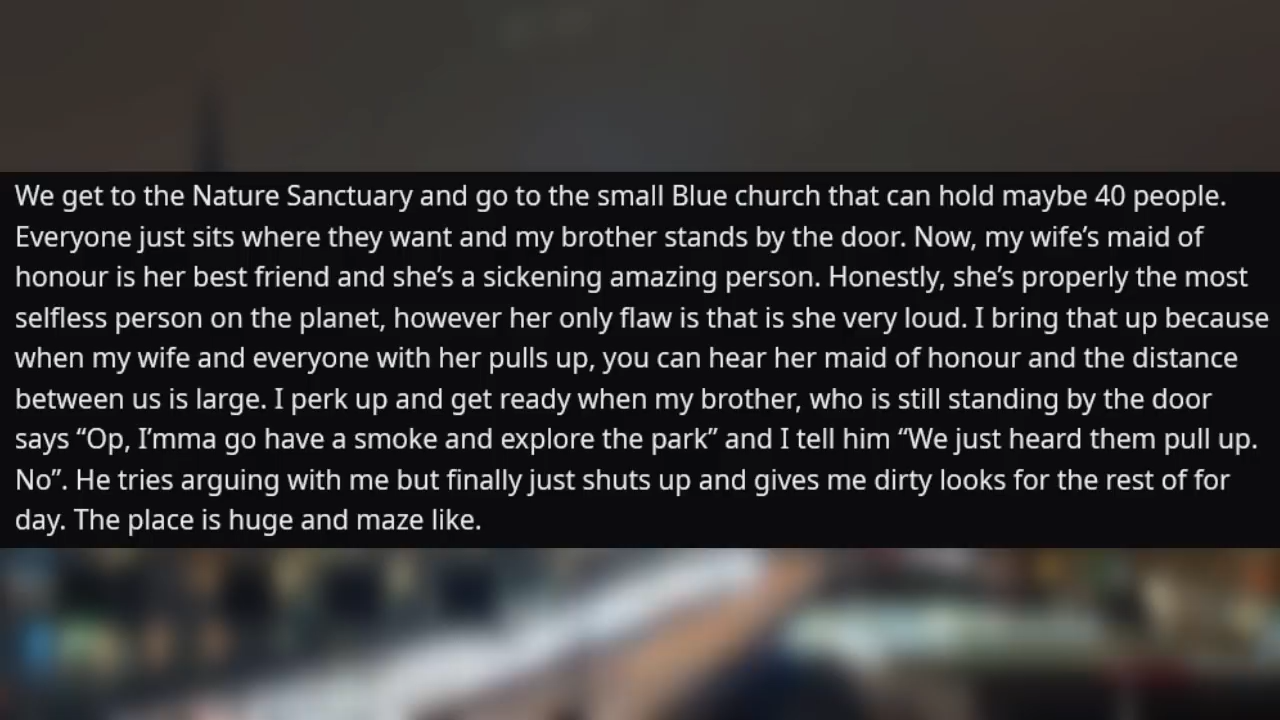 We get to the Nature Sanctuary and go to the small Blue church that can hold maybe 40 people.
Everyone just sits where they want and my brother stands by the door. Now, my wife’s maid of
honour is her best friend and she’s a sickening amazing person. Honestly, she’s properly the most
selfless person on the planet, however her only flaw is that is she very loud. I bring that up because
when my wife and everyone with her pulls up, you can hear her maid of honour and the distance
between us is large. I perk up and get ready when my brother, who is still standing by the door
says “Op, I’mma go have a smoke and explore the park” and I tell him “We just heard them pull up.
No”. He tries arguing with me but finally just shuts up and gives me dirty looks for the rest of for
day. The place is huge and maze like.